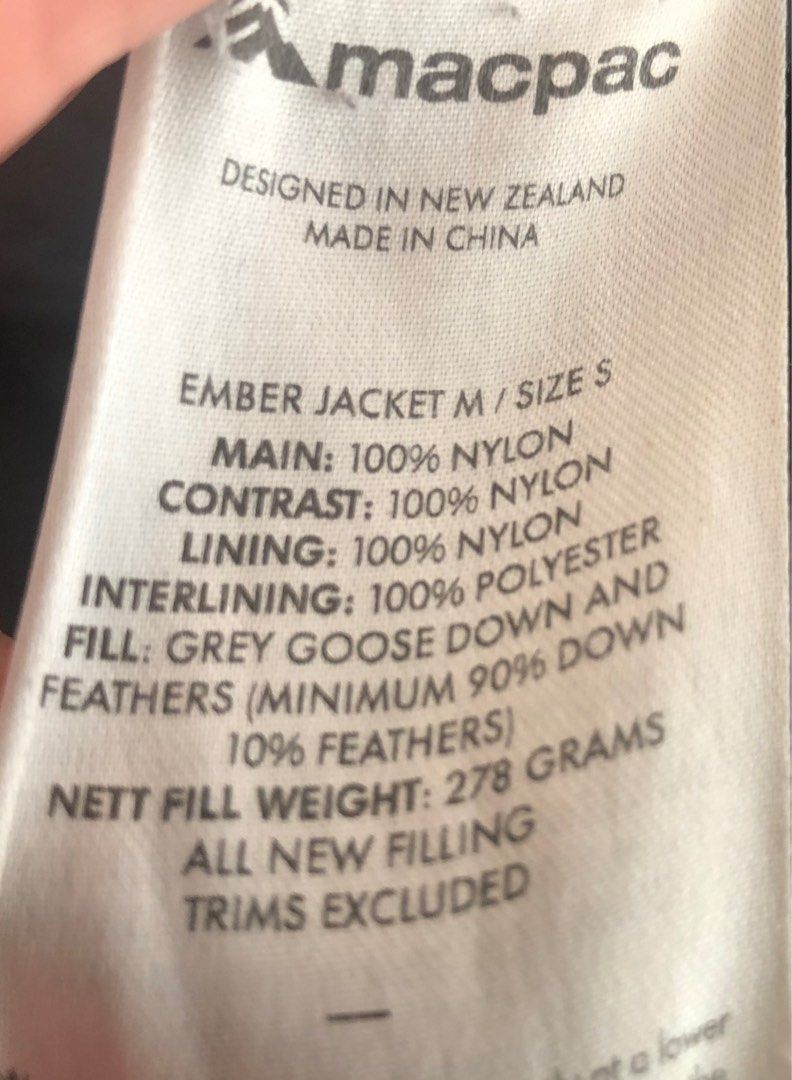 macpac
DESIGNED IN NEW ZEALAND
MADE IN CHINA
EMBER JACKET M / SIZE S
MAIN: 100% NYLON
CONTRAST: 100% NYLON
LINING: 100% NYLON
INTERLINING: 100% POLYESTER
FILL: GREY GOOSE DOWN AND
FEATHERS (MINIMUM 90% DOWN
10% FEATHERS)
NETT FILL WEIGHT: 278 GRAMS
ALL NEW FILLING
TRIMS EXCLUDED
—
at a lower